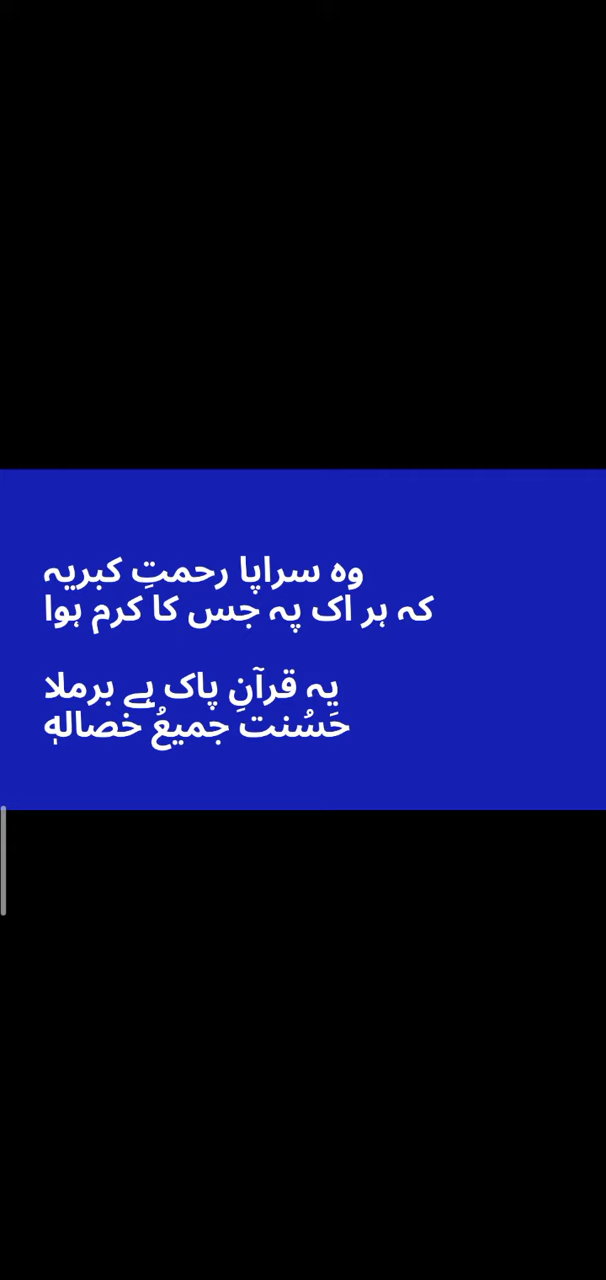 وہ سراپا رحمتِ کبریہ
کہ ہر اک پہ جس کا کرم ہوا
یہ قرآنِ پاک ہے برملا
حَسُنت جمیعُ خصالهٖ